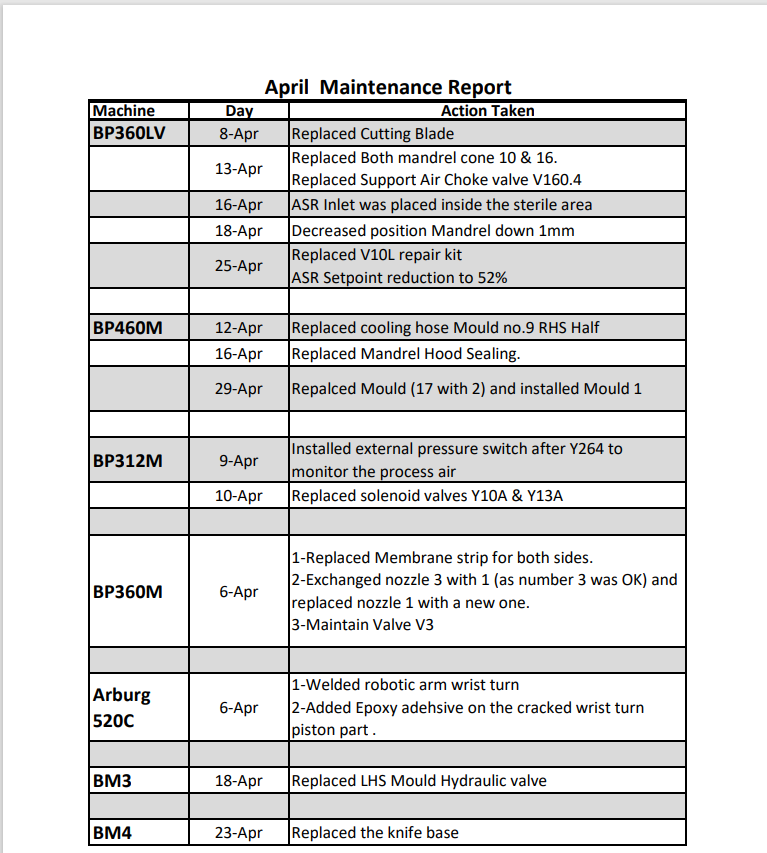 April  Maintenance Report
Machine Day Action Taken
BP360LV 8-Apr Replaced Cutting Blade
13-Apr Replaced Both mandrel cone 10 & 16.
Replaced Support Air Choke valve V160.4
16-Apr ASR Inlet was placed inside the sterile area
18-Apr Decreased position Mandrel down 1mm
25-Apr Replaced V10L repair kit
ASR Setpoint reduction to 52%
BP460M 12-Apr Replaced cooling hose Mould no.9 RHS Half
16-Apr Replaced Mandrel Hood Sealing.
29-Apr Repalced Mould (17 with 2) and installed Mould 1
BP312M 9-Apr Installed external pressure switch after Y264 to
monitor the process air
10-Apr Replaced solenoid valves Y10A & Y13A
BP360M 6-Apr 1-Replaced Membrane strip for both sides.
2-Exchanged nozzle 3 with 1 (as number 3 was OK) and
replaced nozzle 1 with a new one.
3-Maintain Valve V3
Arburg
520C 6-Apr 1-Welded robotic arm wrist turn
2-Added Epoxy adehsive on the cracked wrist turn
piston part .
BM3 18-Apr Replaced LHS Mould Hydraulic valve
BM4 23-Apr Replaced the knife base